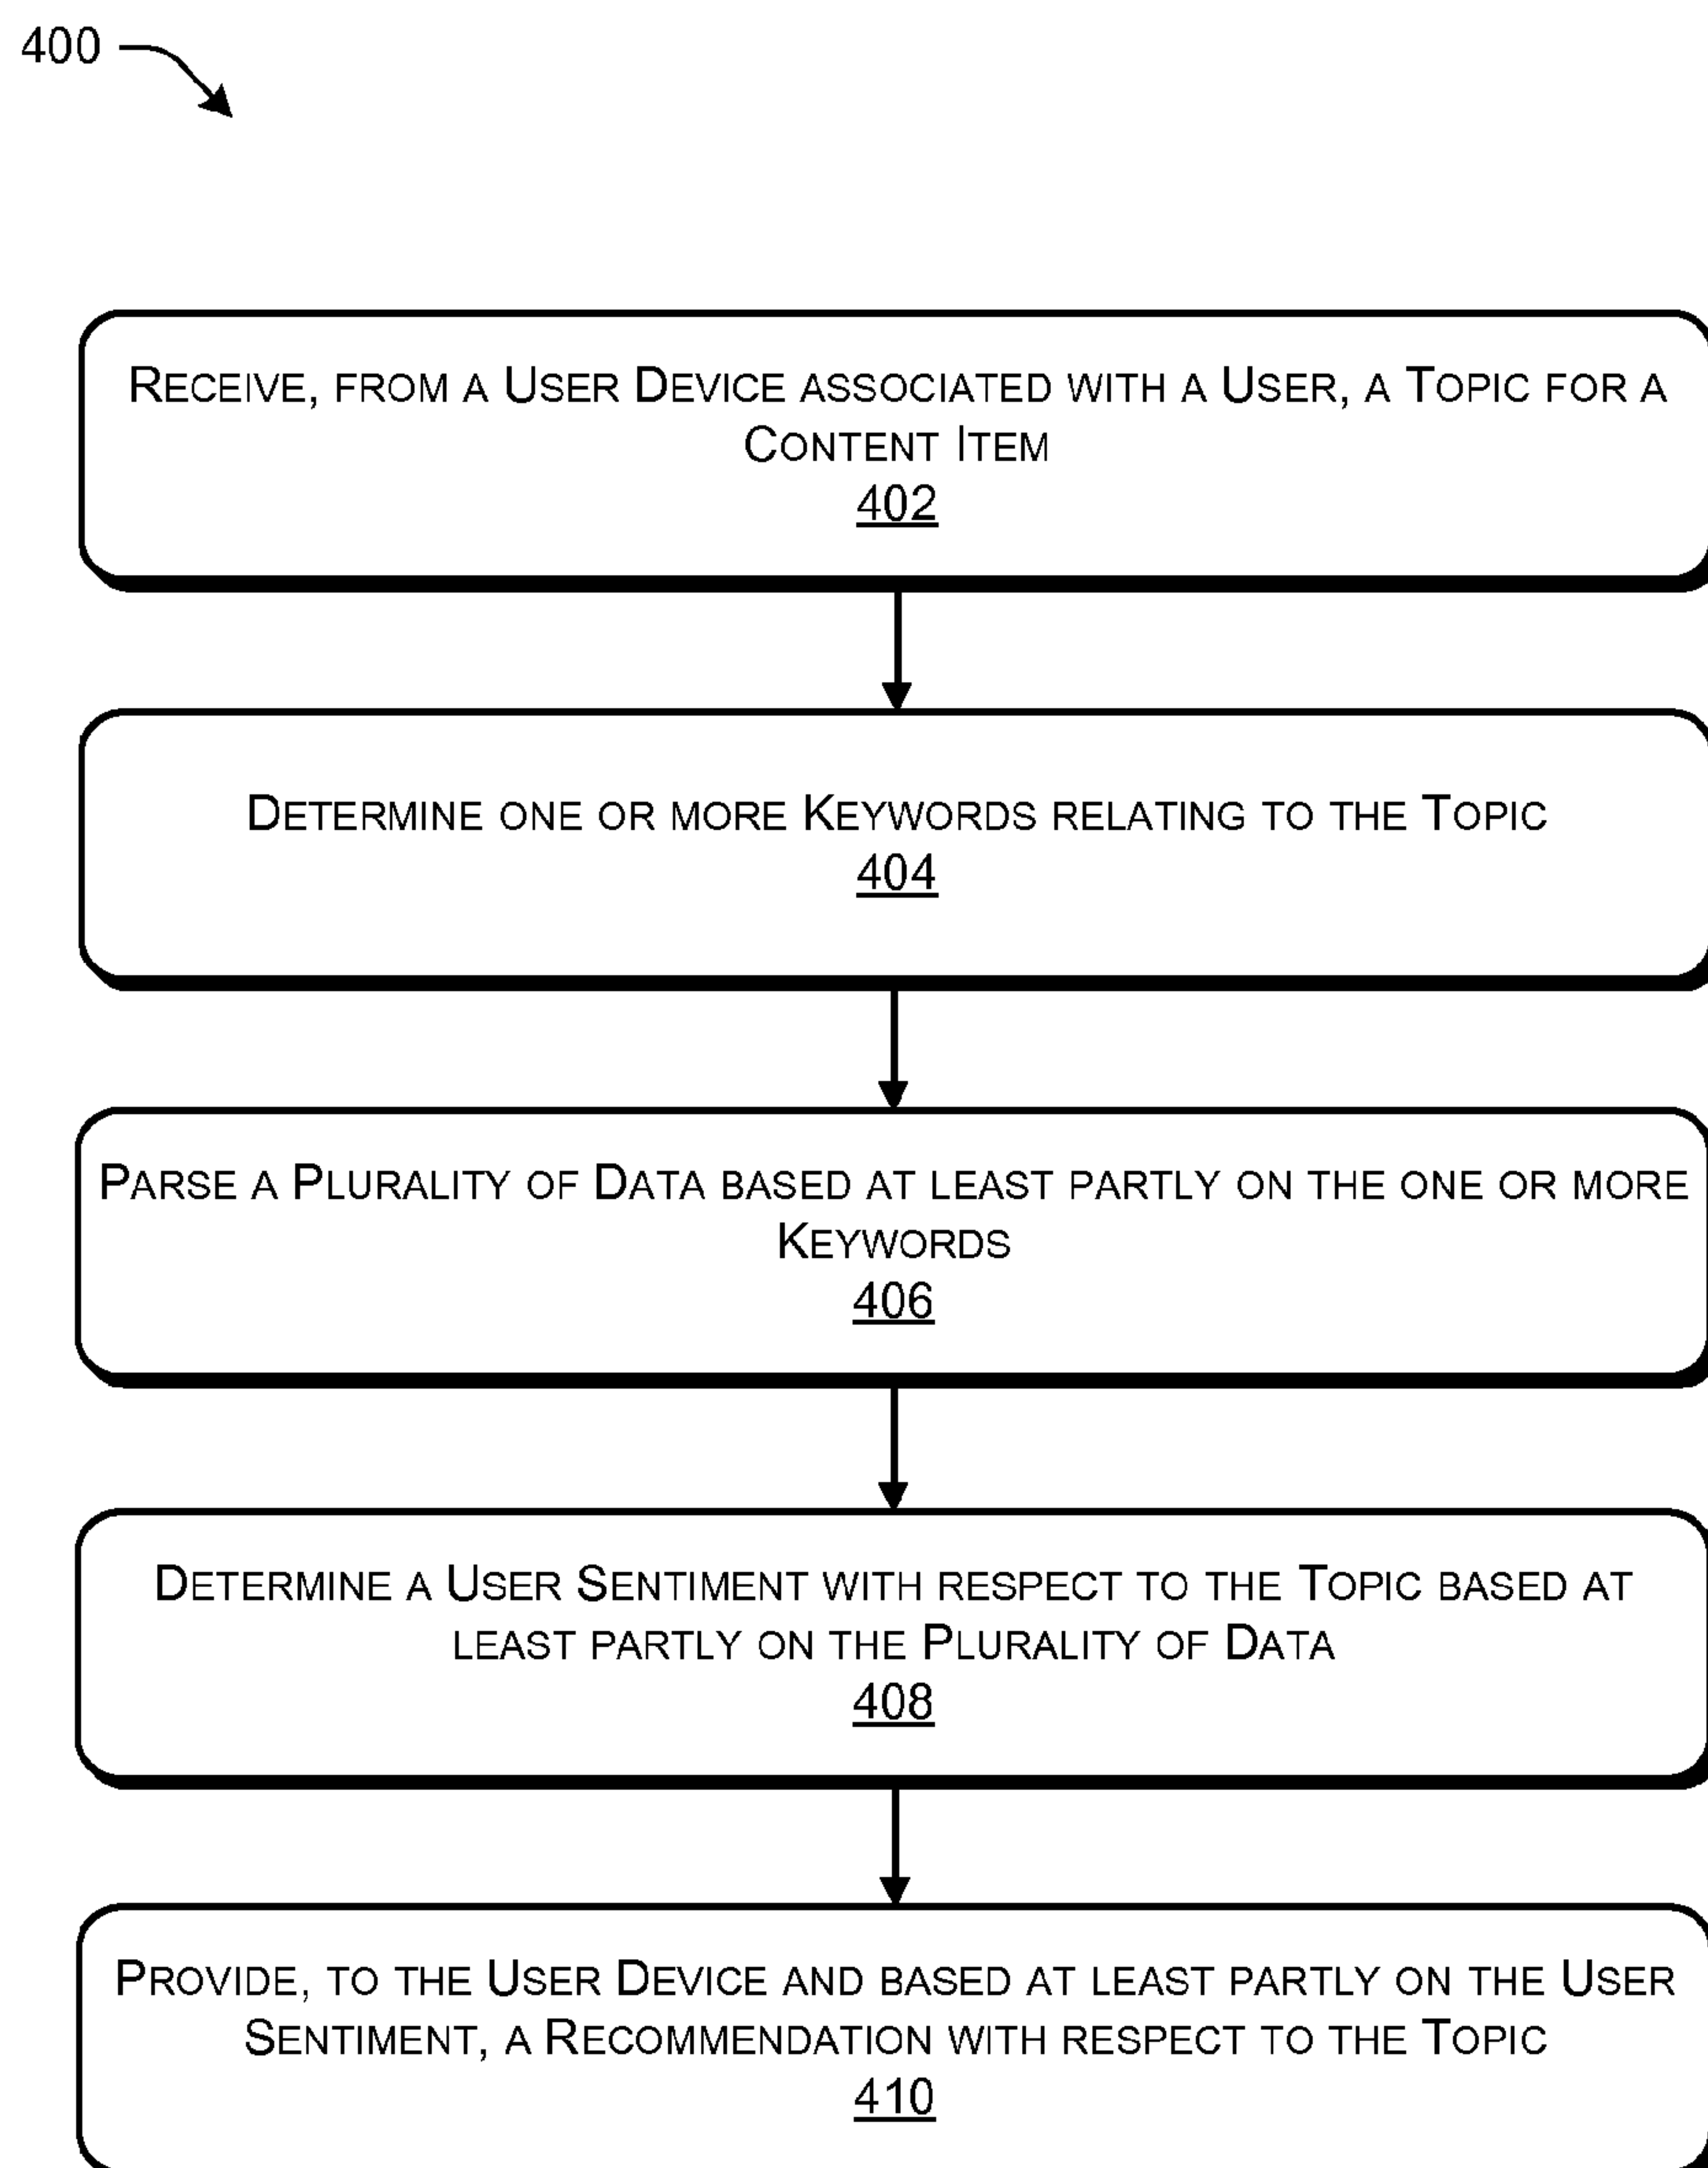 400
Receive, from a User Device associated with a User, a Topic for a
Content Item
402
Determine one or more Keywords relating to the Topic
404
Parse a Plurality of Data based at least partly on the one or more
Keywords
406
Determine a User Sentiment with respect to the Topic based at
least partly on the Plurality of Data
408
Provide, to the User Device and based at least partly on the User
Sentiment, a Recommendation with respect to the Topic
410